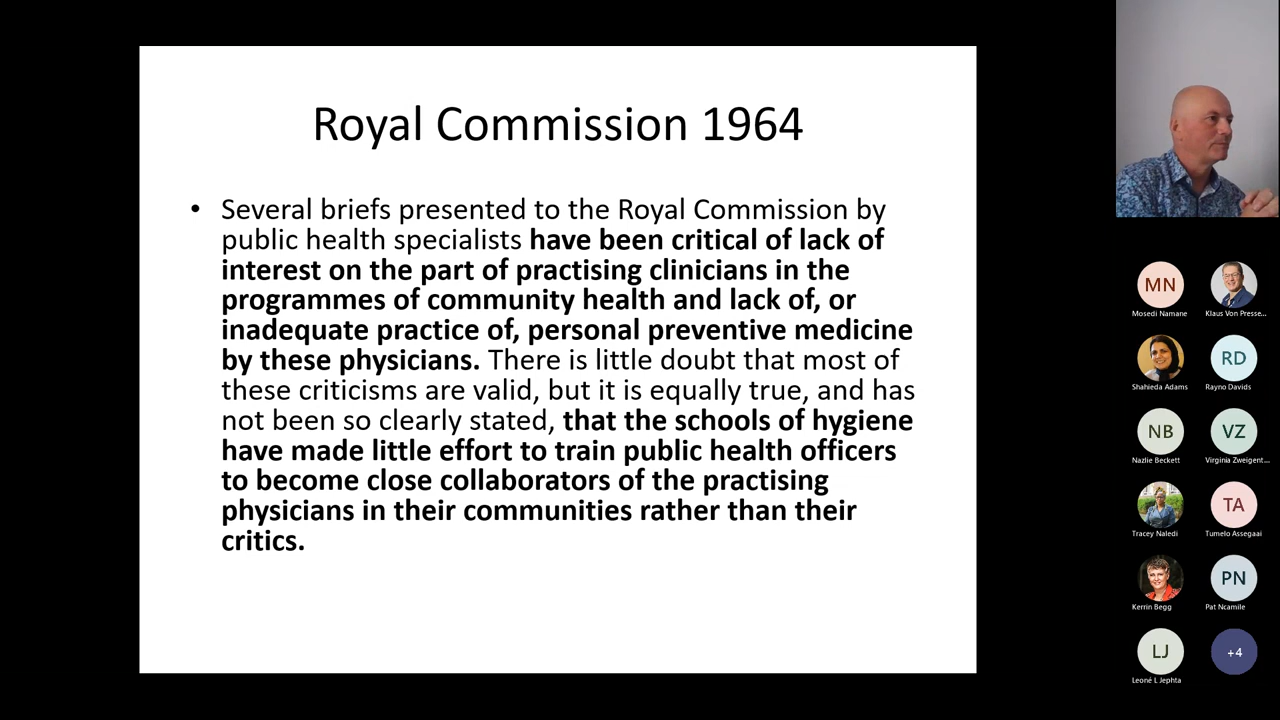 Royal Commission 1964
• Several briefs presented to the Royal Commission by
public health specialists have been critical of lack of
interest on the part of practising clinicians in the
programmes of community health and lack of, or
inadequate practice of, personal preventive medicine
by these physicians. There is little doubt that most of
these criticisms are valid, but it is equally true, and has
not been so clearly stated, that the schools of hygiene
have made little effort to train public health officers
to become close collaborators of the practising
physicians in their communities rather than their
critics.
MN
Mosedi Namane
Klaus Von Presse...
Shahieda Adams
RD
Rayno Davids
NB
Nazlie Beckett
VZ
Virginia Zweigent...
Tracey Naledi
TA
Tumelo Assegaai
Kerrin Begg
PN
Pat Ncamile
LJ
Leoné L Jephta
+4